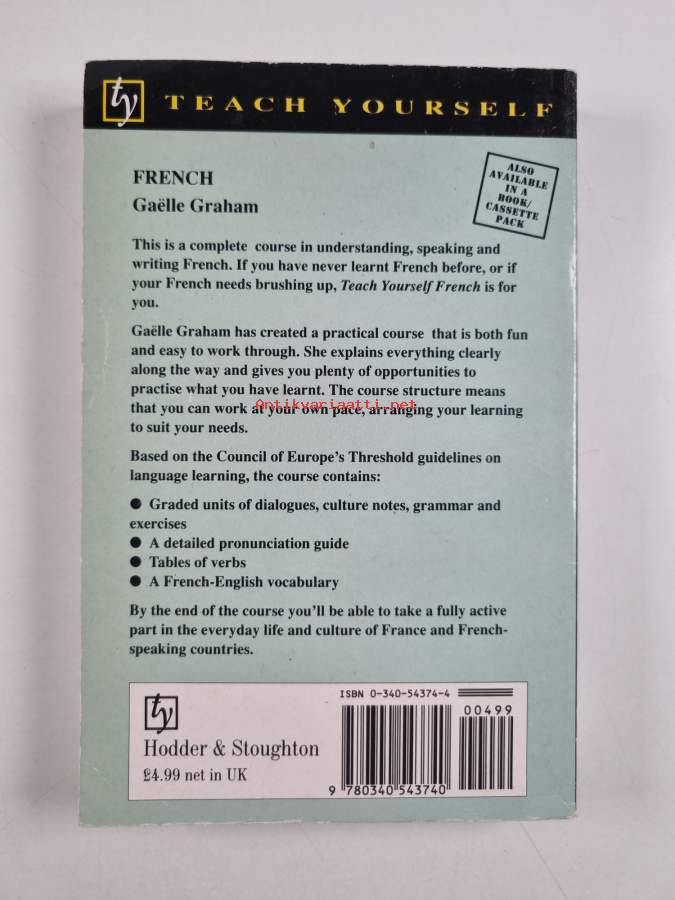 ty TEACH YOURSELF
ALSO
AVAILABLE
IN A
BOOK/
CASSETTE
PACK
FRENCH
Gaëlle Graham
This is a complete course in understanding, speaking and
writing French. If you have never learnt French before, or if
your French needs brushing up, Teach Yourself French is for
you.
Gaëlle Graham has created a practical course that is both fun
and easy to work through. She explains everything clearly
along the way and gives you plenty of opportunities to
practise what you have learnt. The course structure means
that you can work at your own pace, arranging your learning
Antikvariaatti.net
to suit your needs.
Based on the Council of Europe's Threshold guidelines on
language learning, the course contains:
● Graded units of dialogues, culture notes, grammar and
exercises
● A detailed pronunciation guide
● Tables of verbs
● A French-English vocabulary
By the end of the course you'll be able to take a fully active
part in the everyday life and culture of France and French-
speaking countries.
ty
Hodder & Stoughton
£4.99 net in UK
ISBN 0-340-54374-4
00499
9 780340 543740